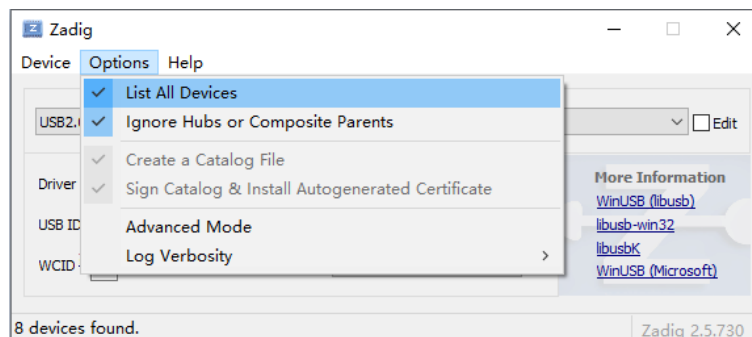 Zadig
Device Options Help
List All Devices
USB2. Ignore Hubs or Composite Parents Edit
Create a Catalog File
Driver Sign Catalog & Install Autogenerated Certificate More Information
WinUSB (libusb)
USB ID Advanced Mode libusb-win32
WCID Log Verbosity libusbK
WinUSB (Microsoft)
8 devices found. Zadig 2.5.730